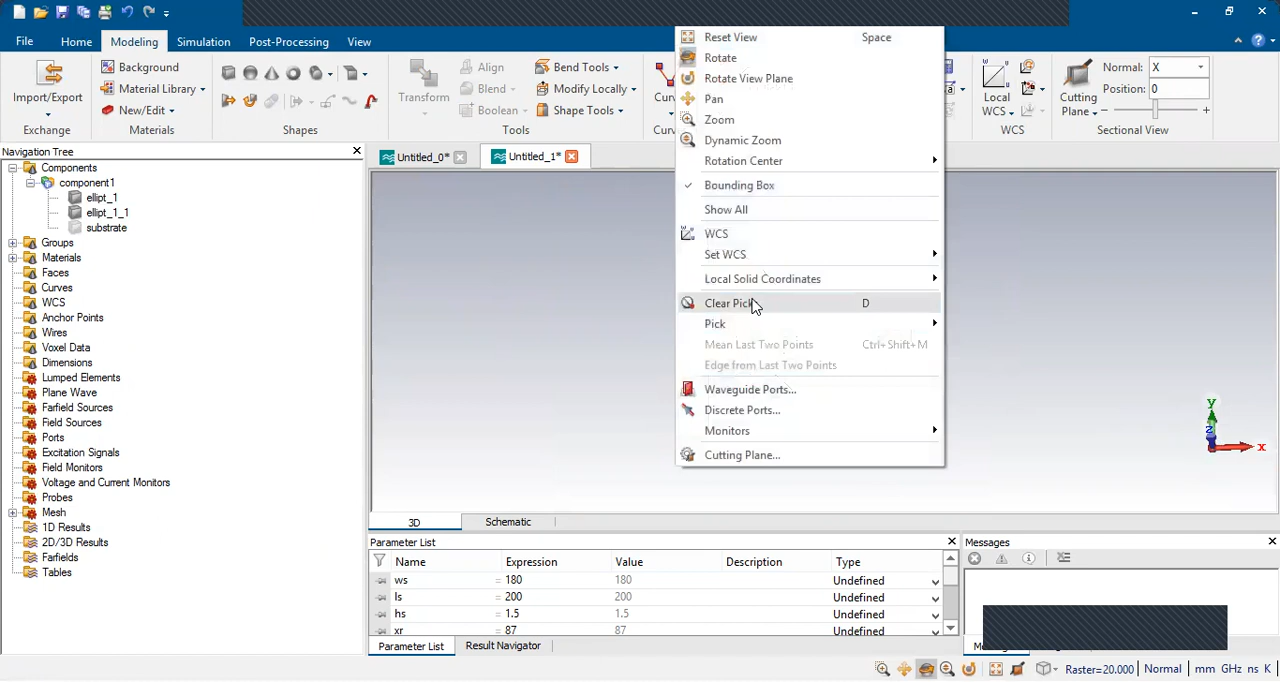 File
Home
Modeling
Simulation
Post-Processing
View
Import/Export
Exchange
Background
Material Library
New/Edit
Materials
Shapes
Transform
Align
Blend
Boolean
Bend Tools
Modify Locally
Shape Tools
Tools
Local
WCS
WCS
Cutting
Plane
Normal: X
Position: 0
Sectional View
Navigation Tree
Components
component1
ellipt_1
ellipt_1_1
substrate
Groups
Materials
Faces
Curves
WCS
Anchor Points
Wires
Voxel Data
Dimensions
Lumped Elements
Plane Wave
Farfield Sources
Field Sources
Ports
Excitation Signals
Field Monitors
Voltage and Current Monitors
Probes
Mesh
1D Results
2D/3D Results
Farfields
Tables
Untitled_0*
Untitled_1*
Reset View Space
Rotate
Rotate View Plane
Pan
Zoom
Dynamic Zoom
Rotation Center
Bounding Box
Show All
WCS
Set WCS
Local Solid Coordinates
Clear Pick D
Pick
Mean Last Two Points Ctrl+Shift+M
Edge from Last Two Points
Waveguide Ports...
Discrete Ports...
Monitors
Cutting Plane...
y
z
x
3D
Schematic
Parameter List
Name Expression Value Description Type
ws = 180 180 Undefined
ls = 200 200 Undefined
hs = 1.5 1.5 Undefined
xr = 87 87 Undefined
Parameter List
Result Navigator
Messages
Raster=20.000 Normal mm GHz ns K